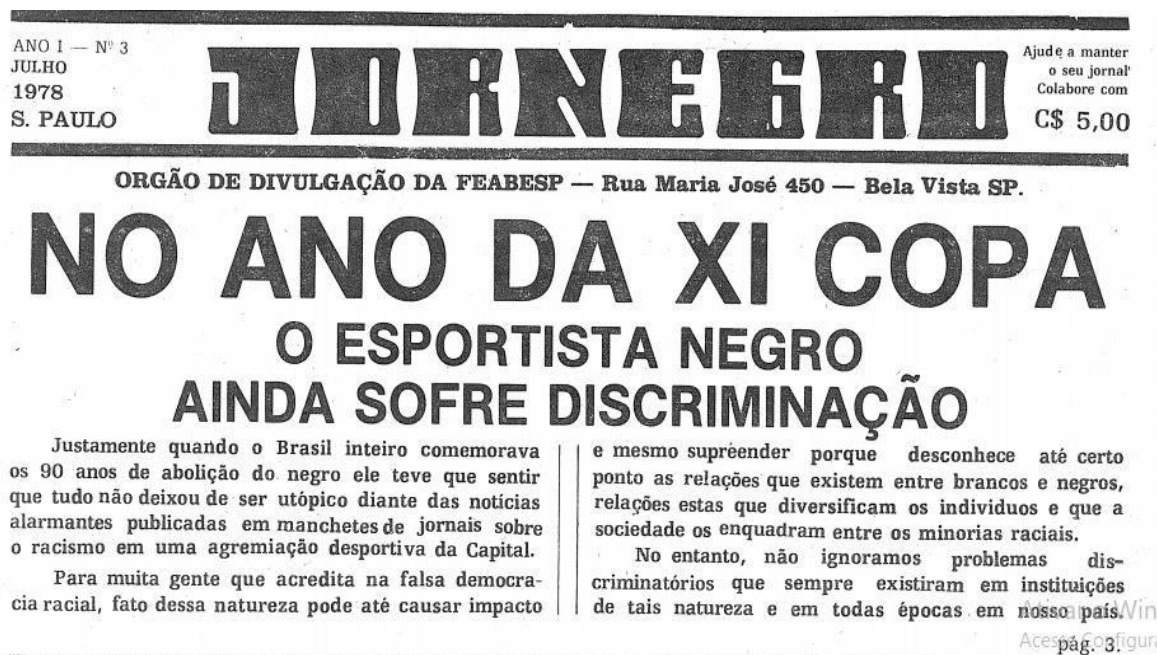 ANO I — Nº 3
JULHO
1978
S. PAULO
JORNEGRO
Ajude a manter
o seu jornal
Colabore com
C$ 5,00
ORGÃO DE DIVULGAÇÃO DA FEABESP — Rua Maria José 450 — Bela Vista SP.
NO ANO DA XI COPA
O ESPORTISTA NEGRO
AINDA SOFRE DISCRIMINAÇÃO
Justamente quando o Brasil inteiro comemorava
os 90 anos de abolição do negro ele teve que sentir
que tudo não deixou de ser utópico diante das notícias
alarmantes publicadas em manchetes de jornais sobre
o racismo em uma agremiação desportiva da Capital.
Para muita gente que acredita na falsa democra-
cia racial, fato dessa natureza pode até causar impacto
e mesmo supreender porque desconhece até certo
ponto as relações que existem entre brancos e negros,
relações estas que diversificam os individuos e que a
sociedade os enquadram entre os minorias raciais.
No entanto, não ignoramos problemas dis-
criminatórios que sempre existiram em instituições
de tais natureza e em todas épocas em nosso país.
pág. 3.